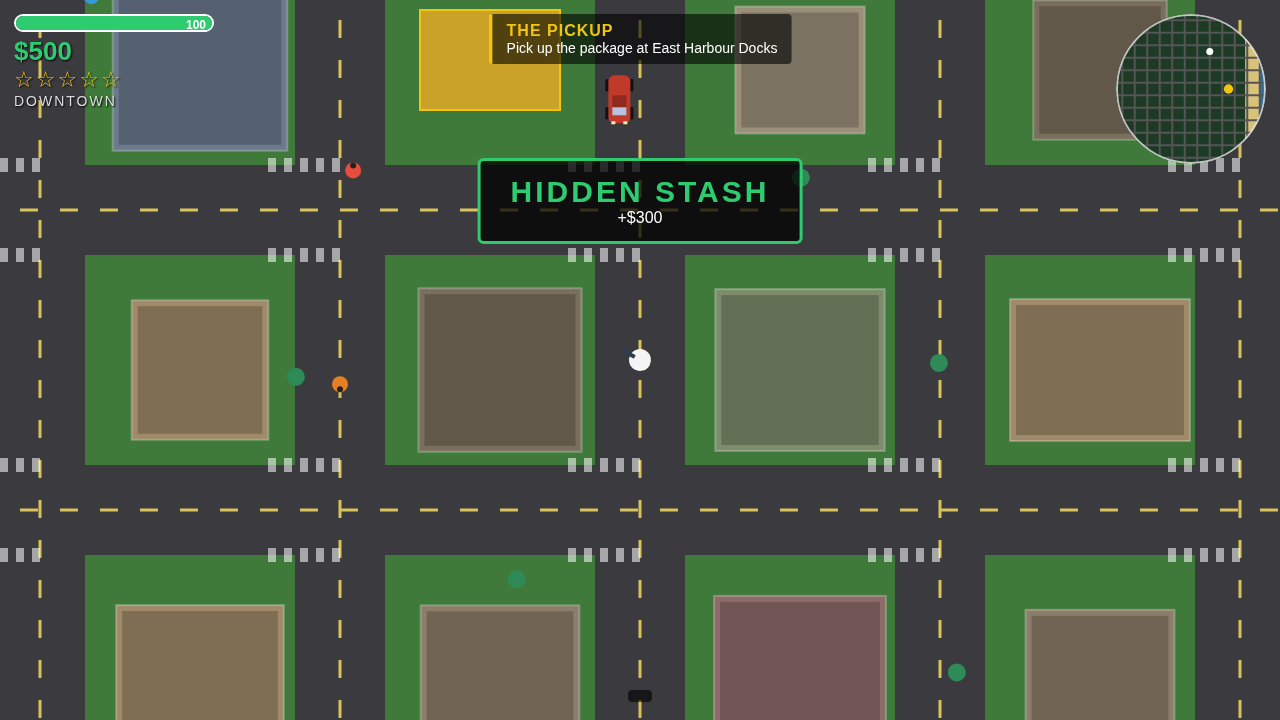 100
$500
☆☆☆☆☆
DOWNTOWN
THE PICKUP
Pick up the package at East Harbour Docks
HIDDEN STASH
+$300